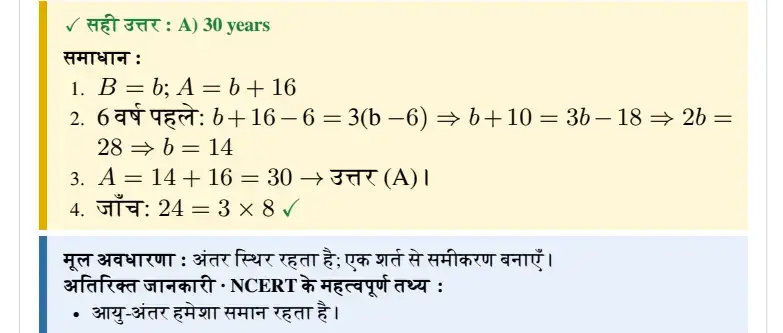 ✓ सही उत्तर : A) 30 years
समाधान :
1. B = b; A = b + 16
2. 6 वर्ष पहले: b + 16 − 6 = 3(b −6) ⇒ b + 10 = 3b − 18 ⇒ 2b =
28 ⇒ b = 14
3. A = 14 + 16 = 30 → उत्तर (A)।
4. जाँच: 24 = 3 × 8 ✓
मूल अवधारणा : अंतर स्थिर रहता है; एक शर्त से समीकरण बनाएँ।
अतिरिक्त जानकारी · NCERT के महत्वपूर्ण तथ्य :
• आयु-अंतर हमेशा समान रहता है।